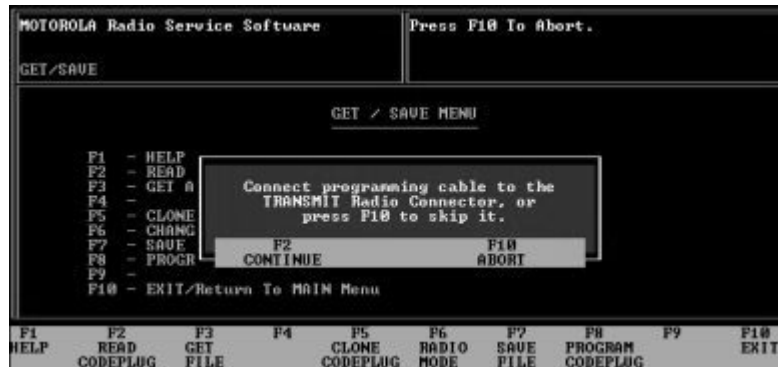 MOTOROLA Radio Service Software
Press F10 To Abort.
GET/SAVE
GET / SAVE MENU
F1 - HELP
F2 - READ
F3 - GET A
F4 -
F5 - CLONE
F6 - CHANG
F7 - SAVE
F8 - PROGR
F9 -
F10 - EXIT/Return To MAIN Menu
Connect programming cable to the
TRANSMIT Radio Connector, or
press F10 to skip it.
F2 F10
CONTINUE ABORT
F1 F2 F3 F4 F5 F6 F7 F8 F9 F10
HELP READ GET CLONE RADIO SAVE PROGRAM EXIT
CODEPLUG FILE CODEPLUG MODE FILE CODEPLUG